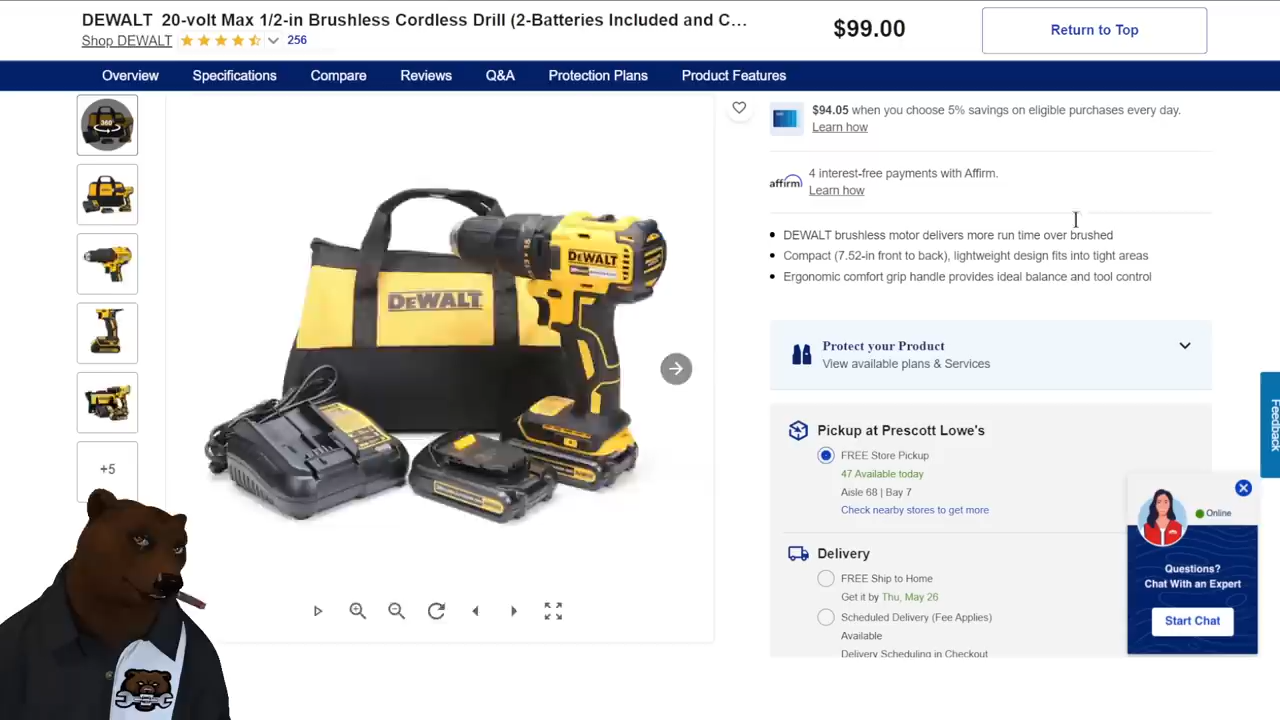 DEWALT 20-volt Max 1/2-in Brushless Cordless Drill (2-Batteries Included and C...
Shop DEWALT 256
$99.00
Return to Top
Overview Specifications Compare Reviews Q&A Protection Plans Product Features
360°
+5
DEWALT
DEWALT
$94.05 when you choose 5% savings on eligible purchases every day.
Learn how
affirm 4 interest-free payments with Affirm.
Learn how
DEWALT brushless motor delivers more run time over brushed
Compact (7.52-in front to back), lightweight design fits into tight areas
Ergonomic comfort grip handle provides ideal balance and tool control
Protect your Product
View available plans & Services
Pickup at Prescott Lowe's
FREE Store Pickup
47 Available today
Aisle 68 | Bay 7
Check nearby stores to get more
Delivery
FREE Ship to Home
Get it by Thu, May 26
Scheduled Delivery (Fee Applies)
Available
Delivery Scheduling in Checkout
Feedback
Online
Questions?
Chat With an Expert
Start Chat